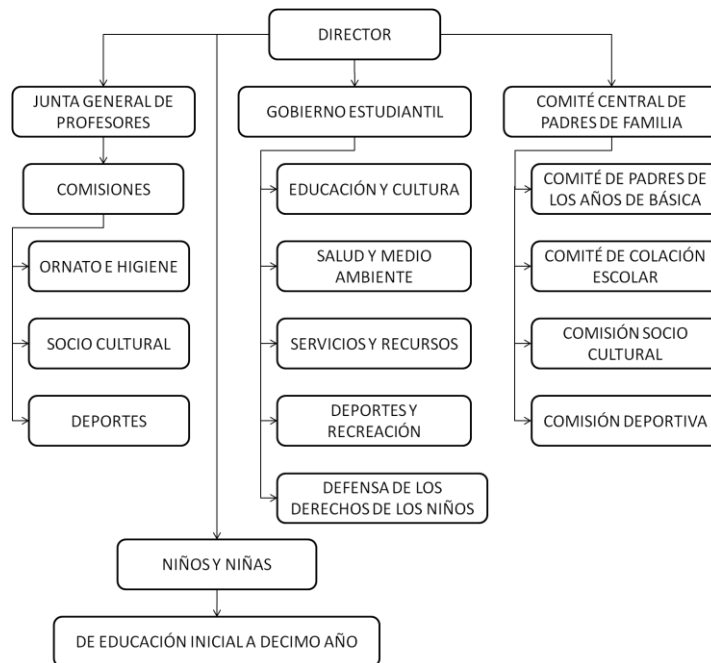 DIRECTOR
JUNTA GENERAL DE
PROFESORES
GOBIERNO ESTUDIANTIL
COMITÉ CENTRAL DE
PADRES DE FAMILIA
COMISIONES
ORNATO E HIGIENE
SOCIO CULTURAL
DEPORTES
EDUCACIÓN Y CULTURA
SALUD Y MEDIO
AMBIENTE
SERVICIOS Y RECURSOS
DEPORTES Y
RECREACIÓN
DEFENSA DE LOS
DERECHOS DE LOS NIÑOS
COMITÉ DE PADRES DE
LOS AÑOS DE BÁSICA
COMITÉ DE COLACIÓN
ESCOLAR
COMISIÓN SOCIO
CULTURAL
COMISIÓN DEPORTIVA
NIÑOS Y NIÑAS
DE EDUCACIÓN INICIAL A DECIMO AÑO